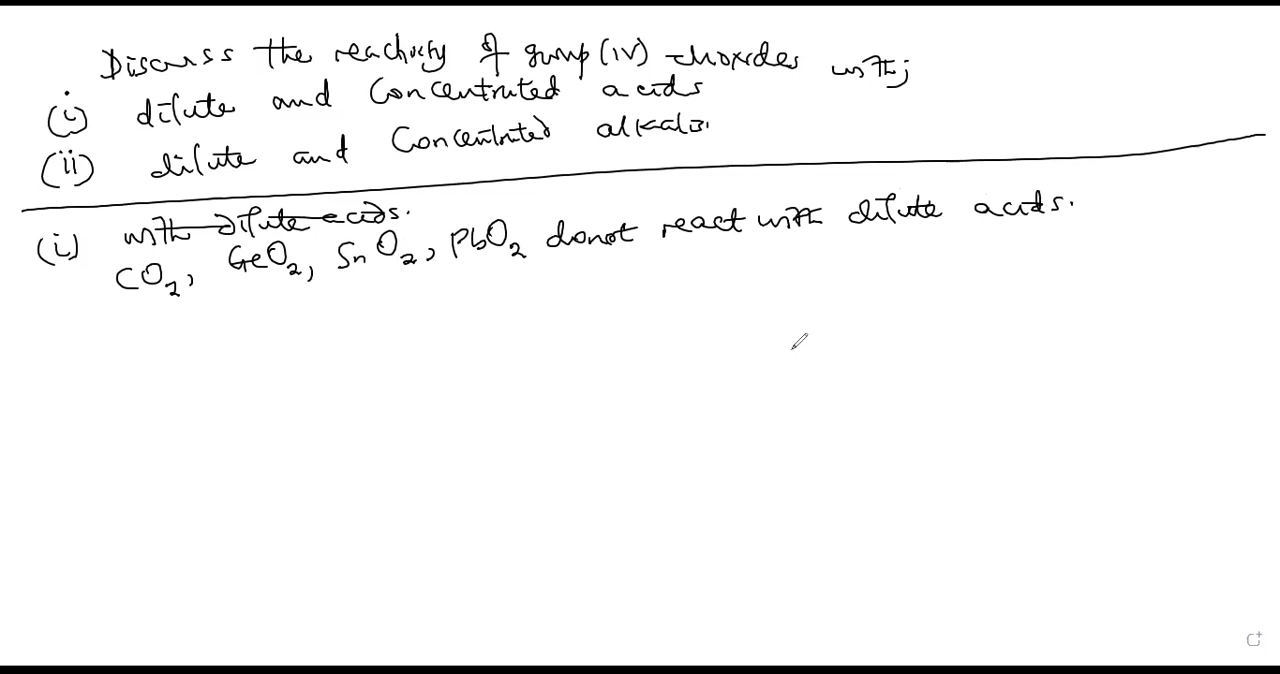 Discuss the reactivity of group (iv) dioxides with;
(i) dilute and Concentrated acids
(ii) dilute and Concentrated alkalis.
(i) with dilute acids.
CO2, GeO2, SnO2, PbO2 donot react with dilute acids.